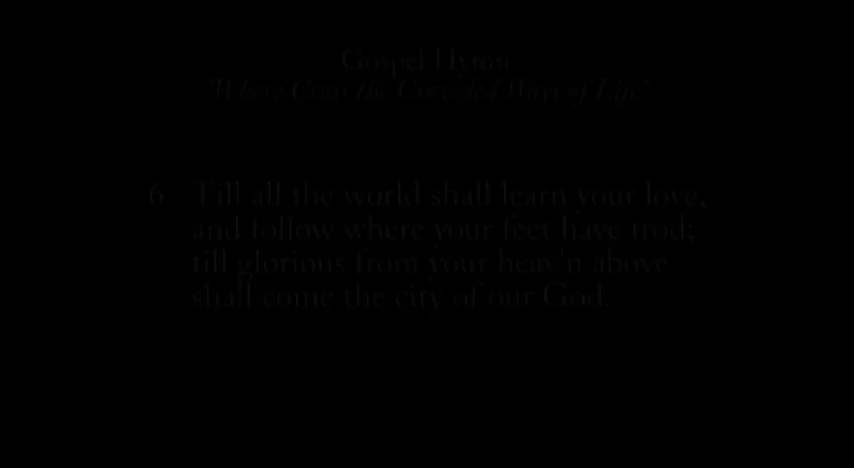 Gospel Hymn
"Where Cross the Crowded Ways of Life"
6 Till all the world shall learn your love,
and follow where your feet have trod;
till glorious from your heav'n above
shall come the city of our God.